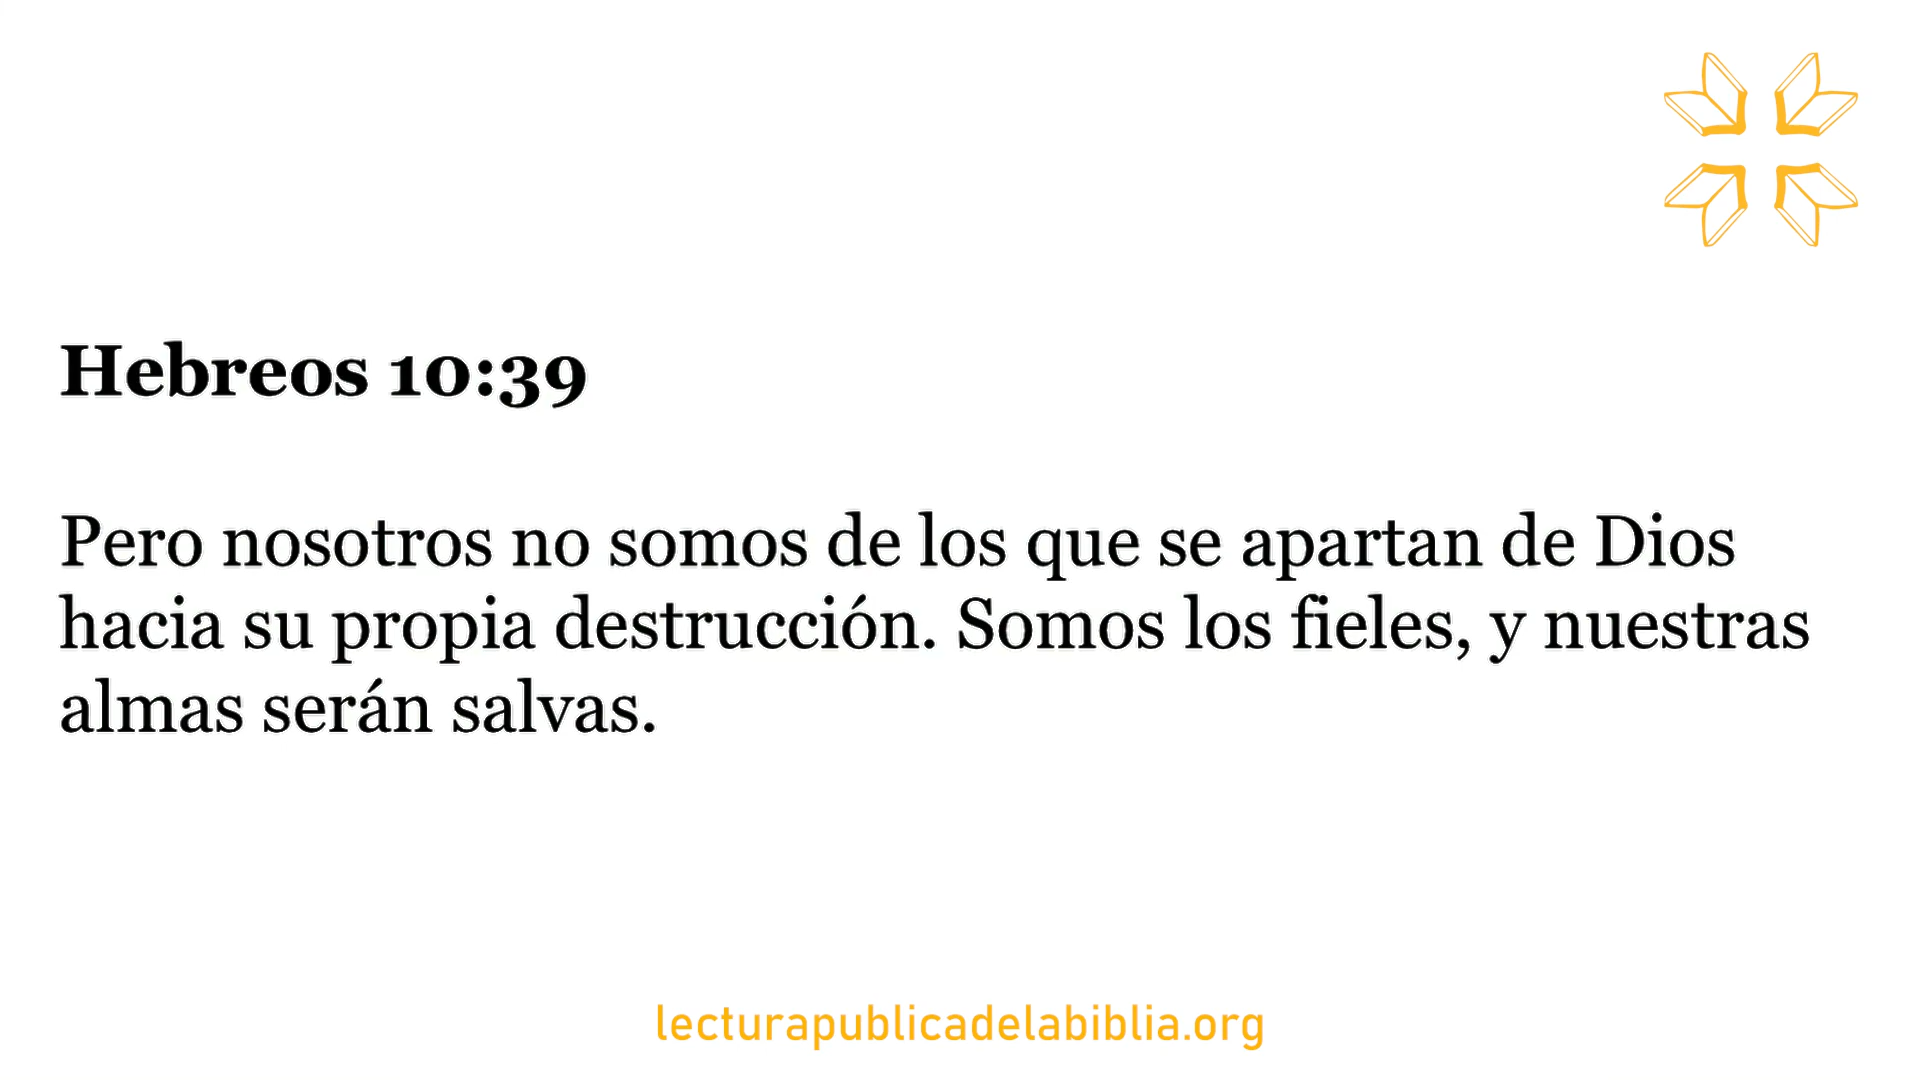 Hebreos 10:39
Pero nosotros no somos de los que se apartan de Dios
hacia su propia destrucción. Somos los fieles, y nuestras
almas serán salvas.
lecturapublicadelabiblia.org